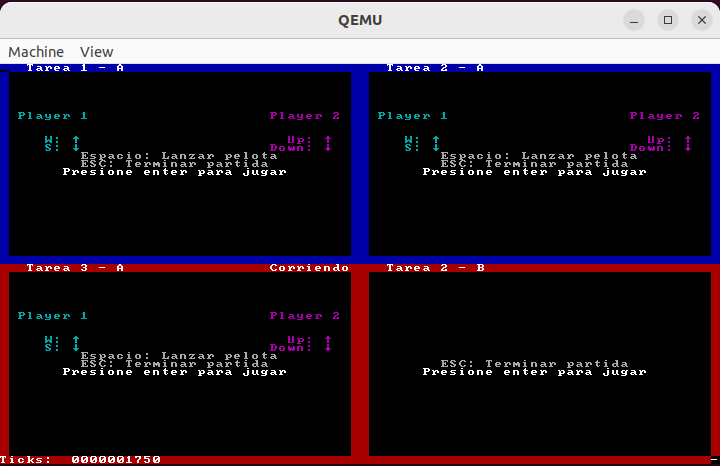 QEMU
Machine View
Tarea 1 - A
Player 1 Player 2
W: ↑ Up: ↑
S: ↓ Down: ↓
Espacio: Lanzar pelota
ESC: Terminar partida
Presione enter para jugar
Tarea 2 - A
Player 1 Player 2
W: ↑ Up: ↑
S: ↓ Down: ↓
Espacio: Lanzar pelota
ESC: Terminar partida
Presione enter para jugar
Tarea 3 - A Corriendo
Player 1 Player 2
W: ↑ Up: ↑
S: ↓ Down: ↓
Espacio: Lanzar pelota
ESC: Terminar partida
Presione enter para jugar
Tarea 2 - B
ESC: Terminar partida
Presione enter para jugar
Ticks: 0000001750 -